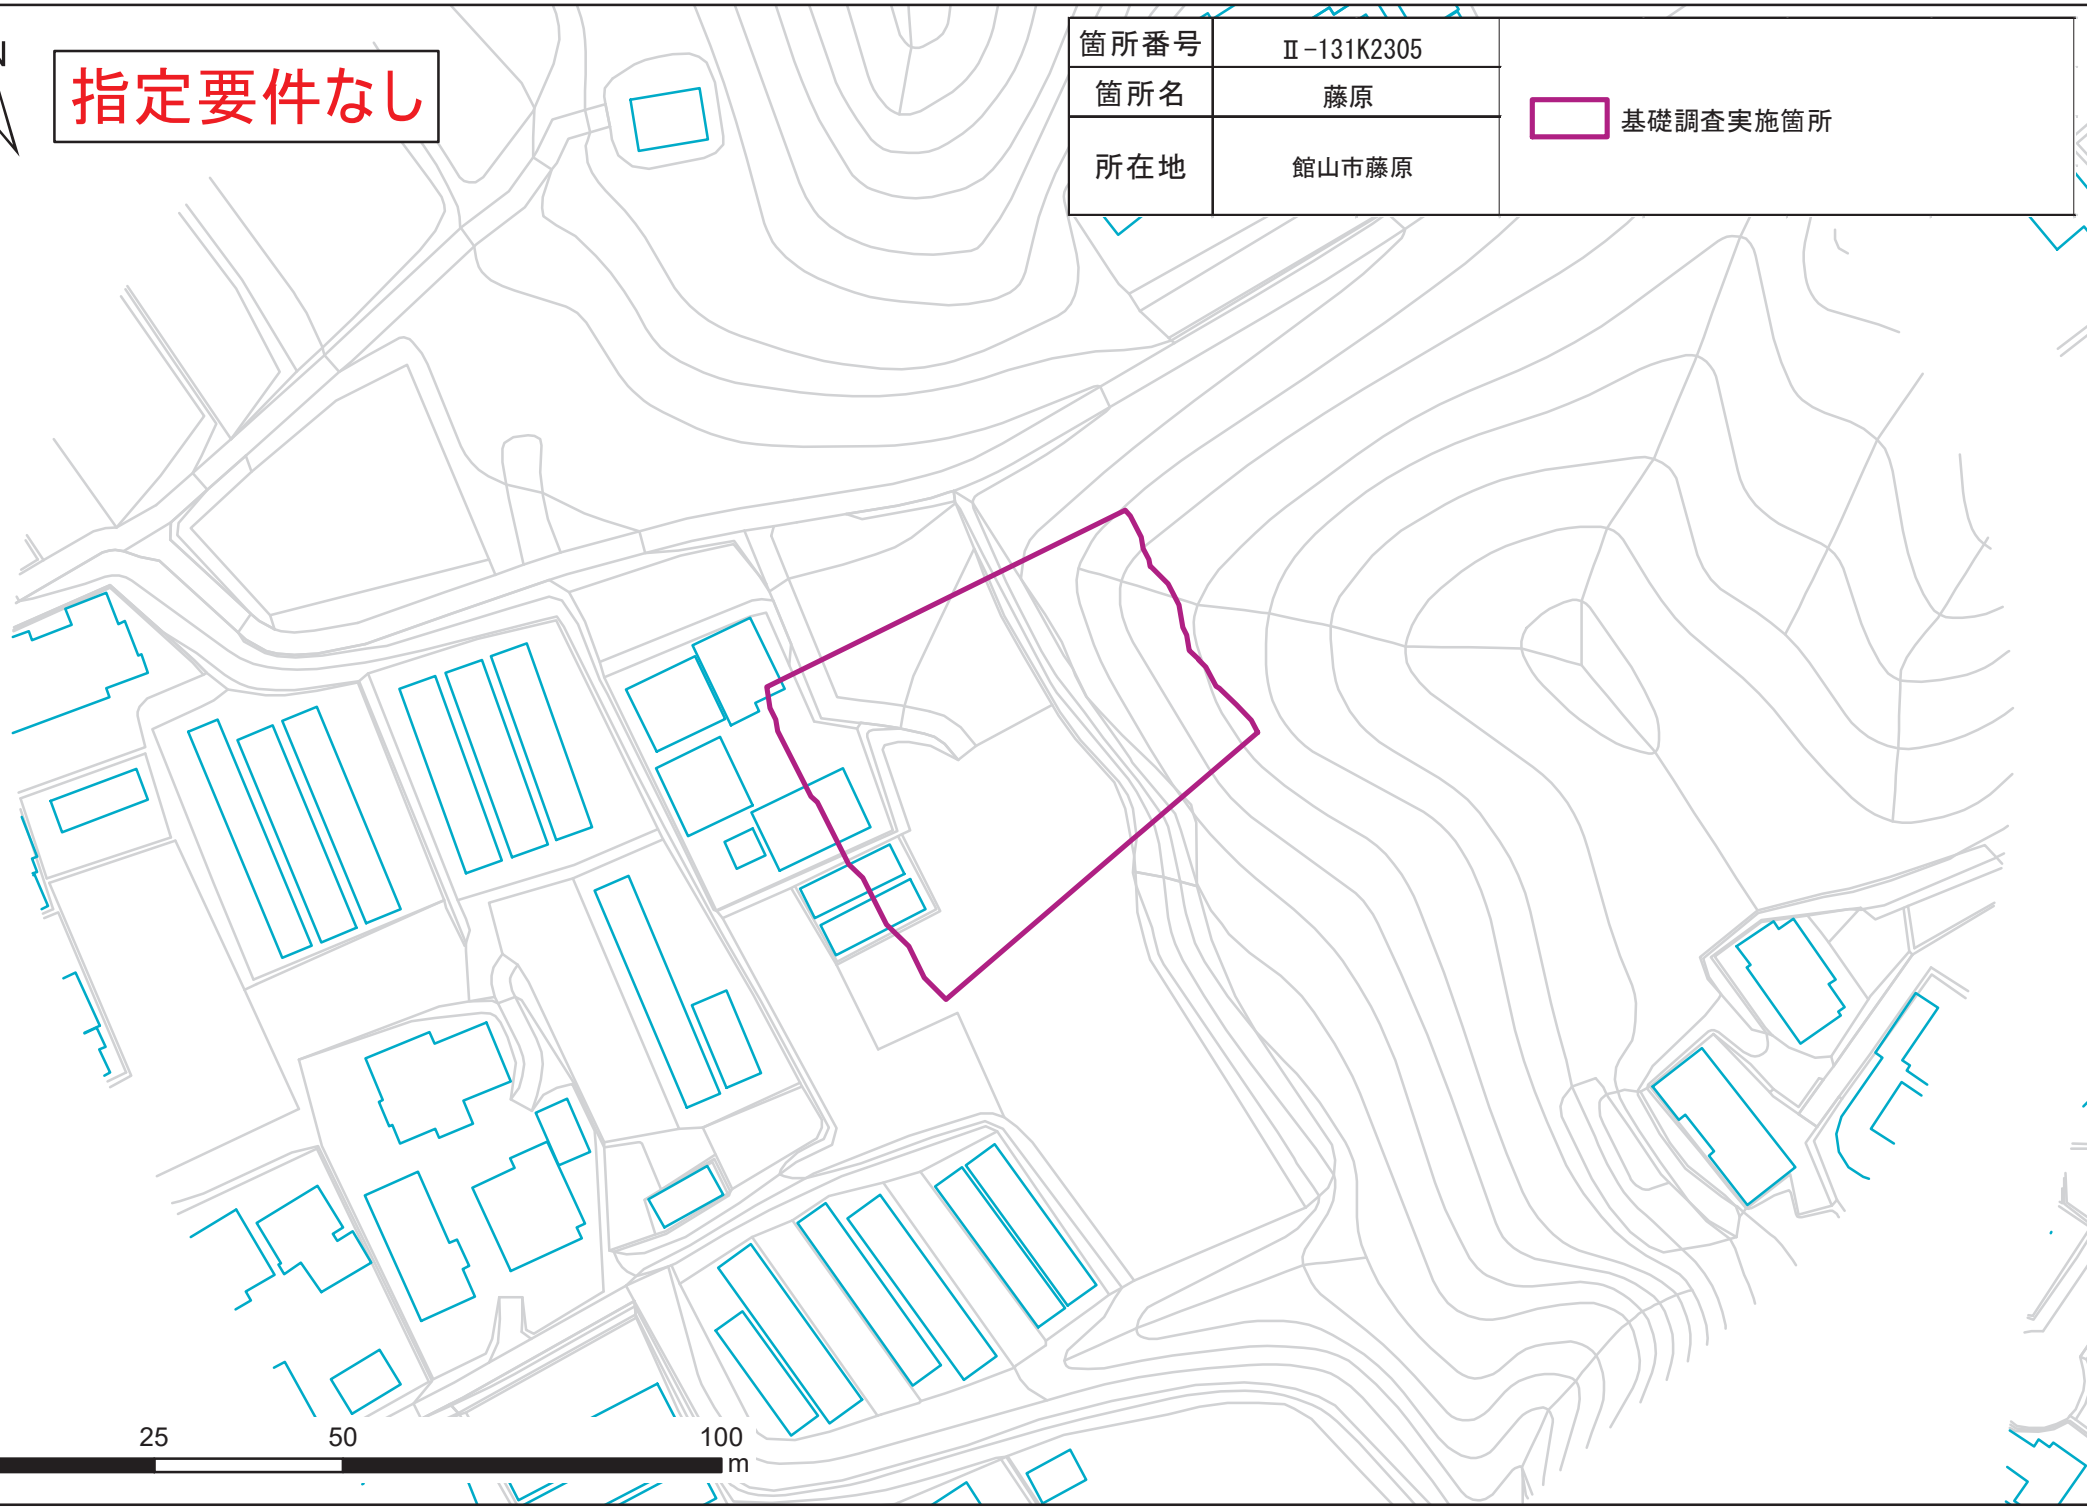 N
指定要件なし
箇所番号 Ⅱ-131K2305
箇所名 藤原
所在地 館山市藤原
基礎調査実施箇所
25 50 100
m